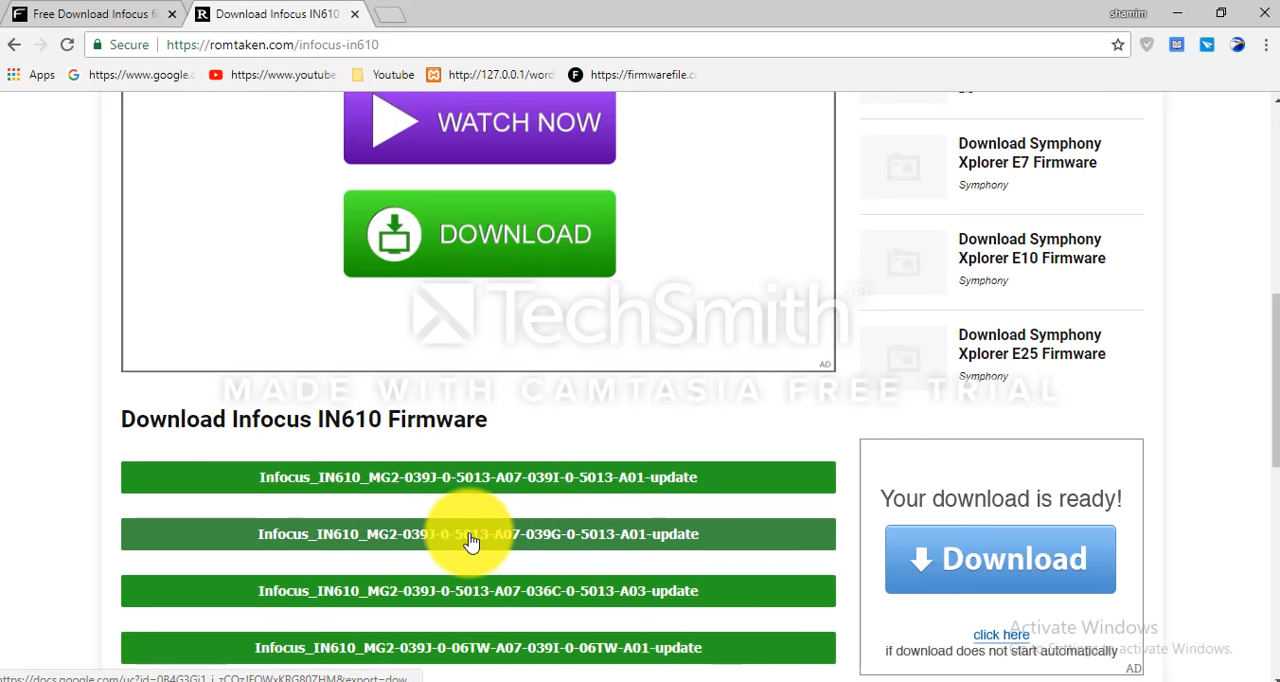 Free Download Infocus fi
Download Infocus IN610
shamim
Secure
https://romtaken.com/infocus-in610
Apps
https://www.google.
https://www.youtube
Youtube
http://127.0.0.1/word
https://firmwarefile.c
WATCH NOW
DOWNLOAD
AD
Download Symphony
Xplorer E7 Firmware
Symphony
Download Symphony
Xplorer E10 Firmware
Symphony
Download Symphony
Xplorer E25 Firmware
Symphony
TechSmith®
MADE WITH CAMTASIA FREE TRIAL
Download Infocus IN610 Firmware
Infocus_IN610_MG2-039J-0-5013-A07-039I-0-5013-A01-update
Infocus_IN610_MG2-039J-0-5013-A07-039G-0-5013-A01-update
Infocus_IN610_MG2-039J-0-5013-A07-036C-0-5013-A03-update
Infocus_IN610_MG2-039J-0-06TW-A07-039I-0-06TW-A01-update
Your download is ready!
Download
click here
if download does not start automatically
AD
Activate Windows
activate Windows.